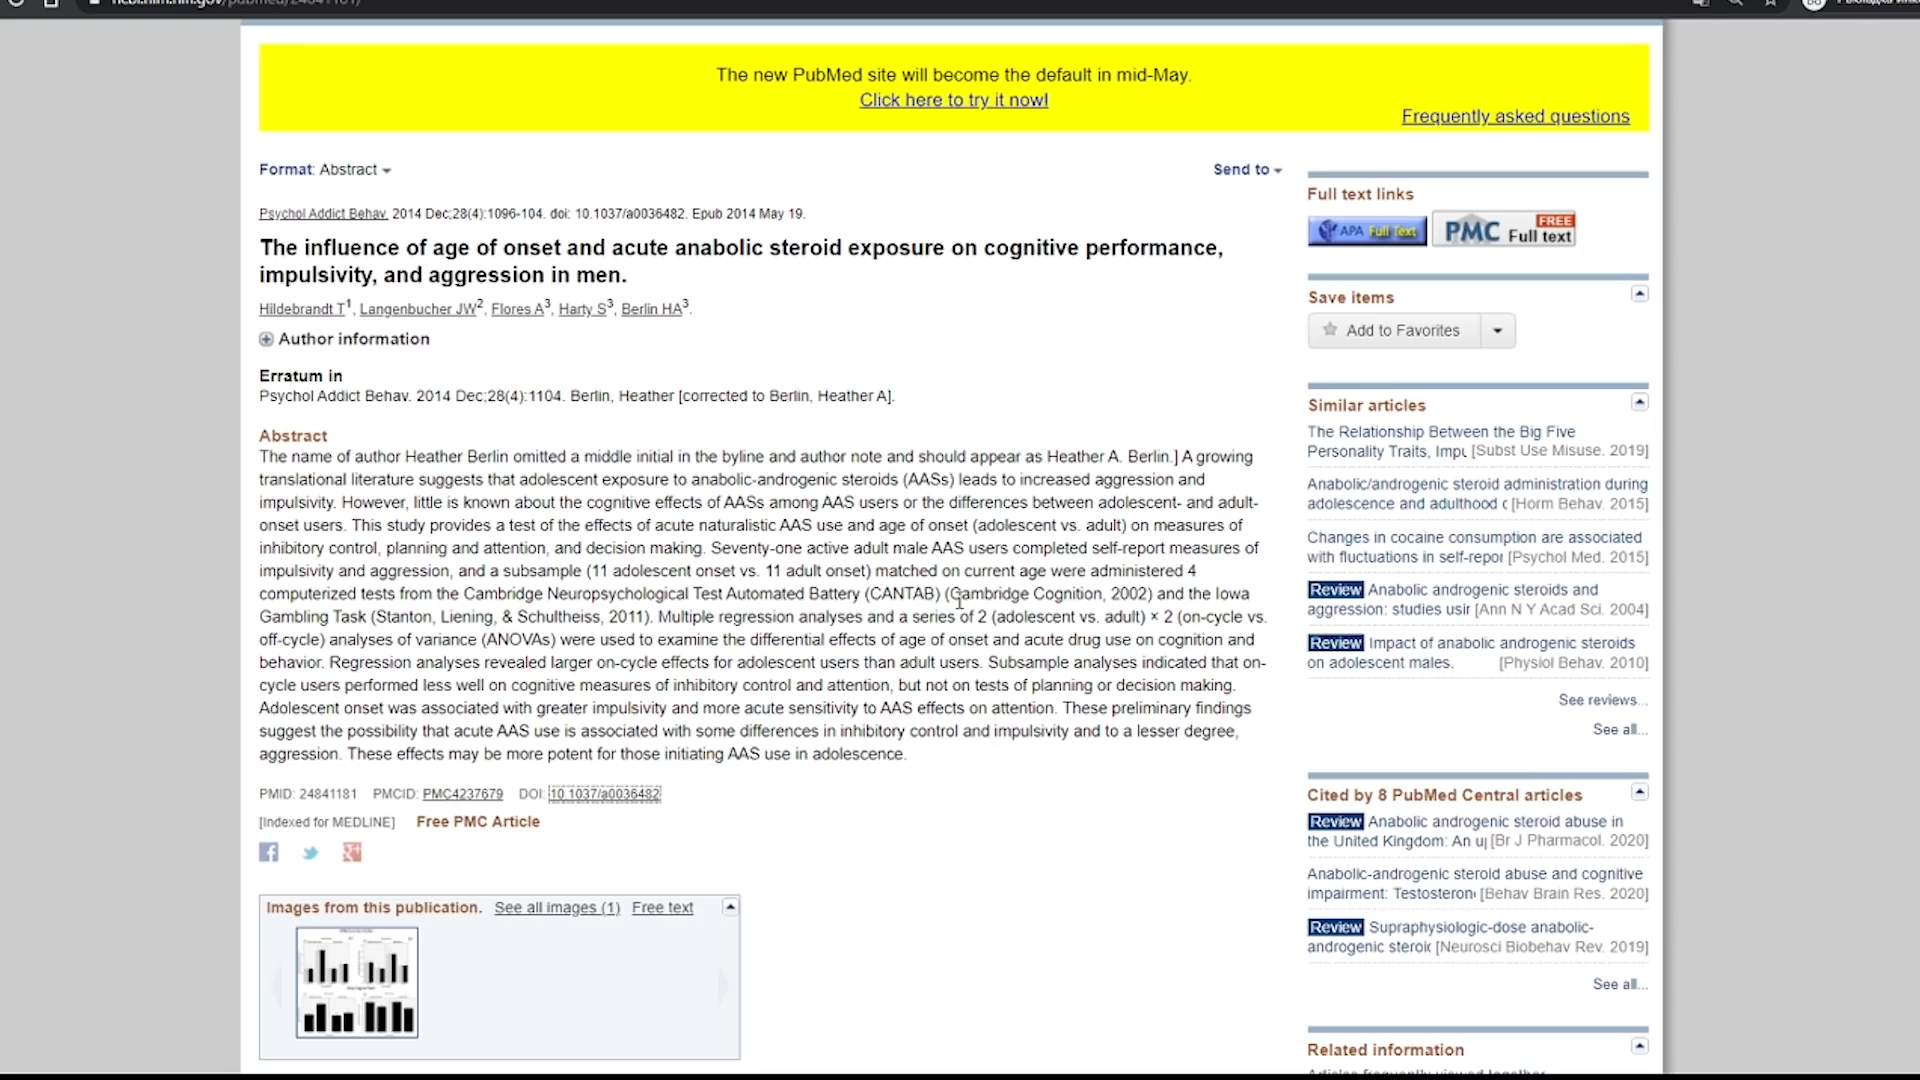 The new PubMed site will become the default in mid-May.
Click here to try it now!
Frequently asked questions
Format: Abstract
Send to
Psychol Addict Behav. 2014 Dec;28(4):1096-104. doi: 10.1037/a0036482. Epub 2014 May 19.
The influence of age of onset and acute anabolic steroid exposure on cognitive performance,
impulsivity, and aggression in men.
Hildebrandt T1, Langenbucher JW2, Flores A3, Harty S3, Berlin HA3.
Author information
Erratum in
Psychol Addict Behav. 2014 Dec;28(4):1104. Berlin, Heather [corrected to Berlin, Heather A].
Abstract
The name of author Heather Berlin omitted a middle initial in the byline and author note and should appear as Heather A. Berlin.] A growing
translational literature suggests that adolescent exposure to anabolic-androgenic steroids (AASs) leads to increased aggression and
impulsivity. However, little is known about the cognitive effects of AASs among AAS users or the differences between adolescent- and adult-
onset users. This study provides a test of the effects of acute naturalistic AAS use and age of onset (adolescent vs. adult) on measures of
inhibitory control, planning and attention, and decision making. Seventy-one active adult male AAS users completed self-report measures of
impulsivity and aggression, and a subsample (11 adolescent onset vs. 11 adult onset) matched on current age were administered 4
computerized tests from the Cambridge Neuropsychological Test Automated Battery (CANTAB) (Cambridge Cognition, 2002) and the Iowa
Gambling Task (Stanton, Liening, & Schultheiss, 2011). Multiple regression analyses and a series of 2 (adolescent vs. adult) × 2 (on-cycle vs.
off-cycle) analyses of variance (ANOVAs) were used to examine the differential effects of age of onset and acute drug use on cognition and
behavior. Regression analyses revealed larger on-cycle effects for adolescent users than adult users. Subsample analyses indicated that on-
cycle users performed less well on cognitive measures of inhibitory control and attention, but not on tests of planning or decision making.
Adolescent onset was associated with greater impulsivity and more acute sensitivity to AAS effects on attention. These preliminary findings
suggest the possibility that acute AAS use is associated with some differences in inhibitory control and impulsivity and to a lesser degree,
aggression. These effects may be more potent for those initiating AAS use in adolescence.
PMID: 24841181 PMCID: PMC4237679 DOI: 10.1037/a0036482
[Indexed for MEDLINE] Free PMC Article
Images from this publication. See all images (1) Free text
Full text links
APA Full Text
PMC FREE Full text
Save items
Add to Favorites
Similar articles
The Relationship Between the Big Five
Personality Traits, Impu [Subst Use Misuse. 2019]
Anabolic/androgenic steroid administration during
adolescence and adulthood c [Horm Behav. 2015]
Changes in cocaine consumption are associated
with fluctuations in self-repor [Psychol Med. 2015]
Review Anabolic androgenic steroids and
aggression: studies usir [Ann N Y Acad Sci. 2004]
Review Impact of anabolic androgenic steroids
on adolescent males. [Physiol Behav. 2010]
See reviews...
See all...
Cited by 8 PubMed Central articles
Review Anabolic androgenic steroid abuse in
the United Kingdom: An u [Br J Pharmacol. 2020]
Anabolic-androgenic steroid abuse and cognitive
impairment: Testosteron [Behav Brain Res. 2020]
Review Supraphysiologic-dose anabolic-
androgenic steroi [Neurosci Biobehav Rev. 2019]
See all...
Related information